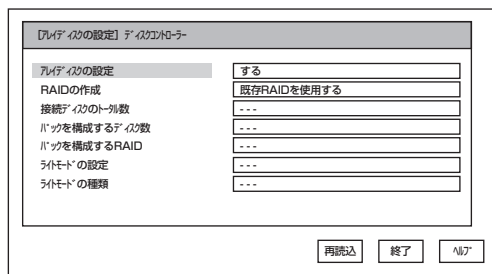 [ｱﾚｲﾃﾞｨｽｸの設定] ﾃﾞｨｽｸｺﾝﾄﾛｰﾗｰ
ｱﾚｲﾃﾞｨｽｸの設定 する
RAIDの作成 既存RAIDを使用する
接続ﾃﾞｨｽｸのﾄｰﾀﾙ数 ---
ﾊﾟｯｸを構成するﾃﾞｨｽｸ数 ---
ﾊﾟｯｸを構成するRAID ---
ﾗｲﾄﾓｰﾄﾞの設定 ---
ﾗｲﾄﾓｰﾄﾞの種類 ---
再読込 終了 ﾍﾙﾌﾟ